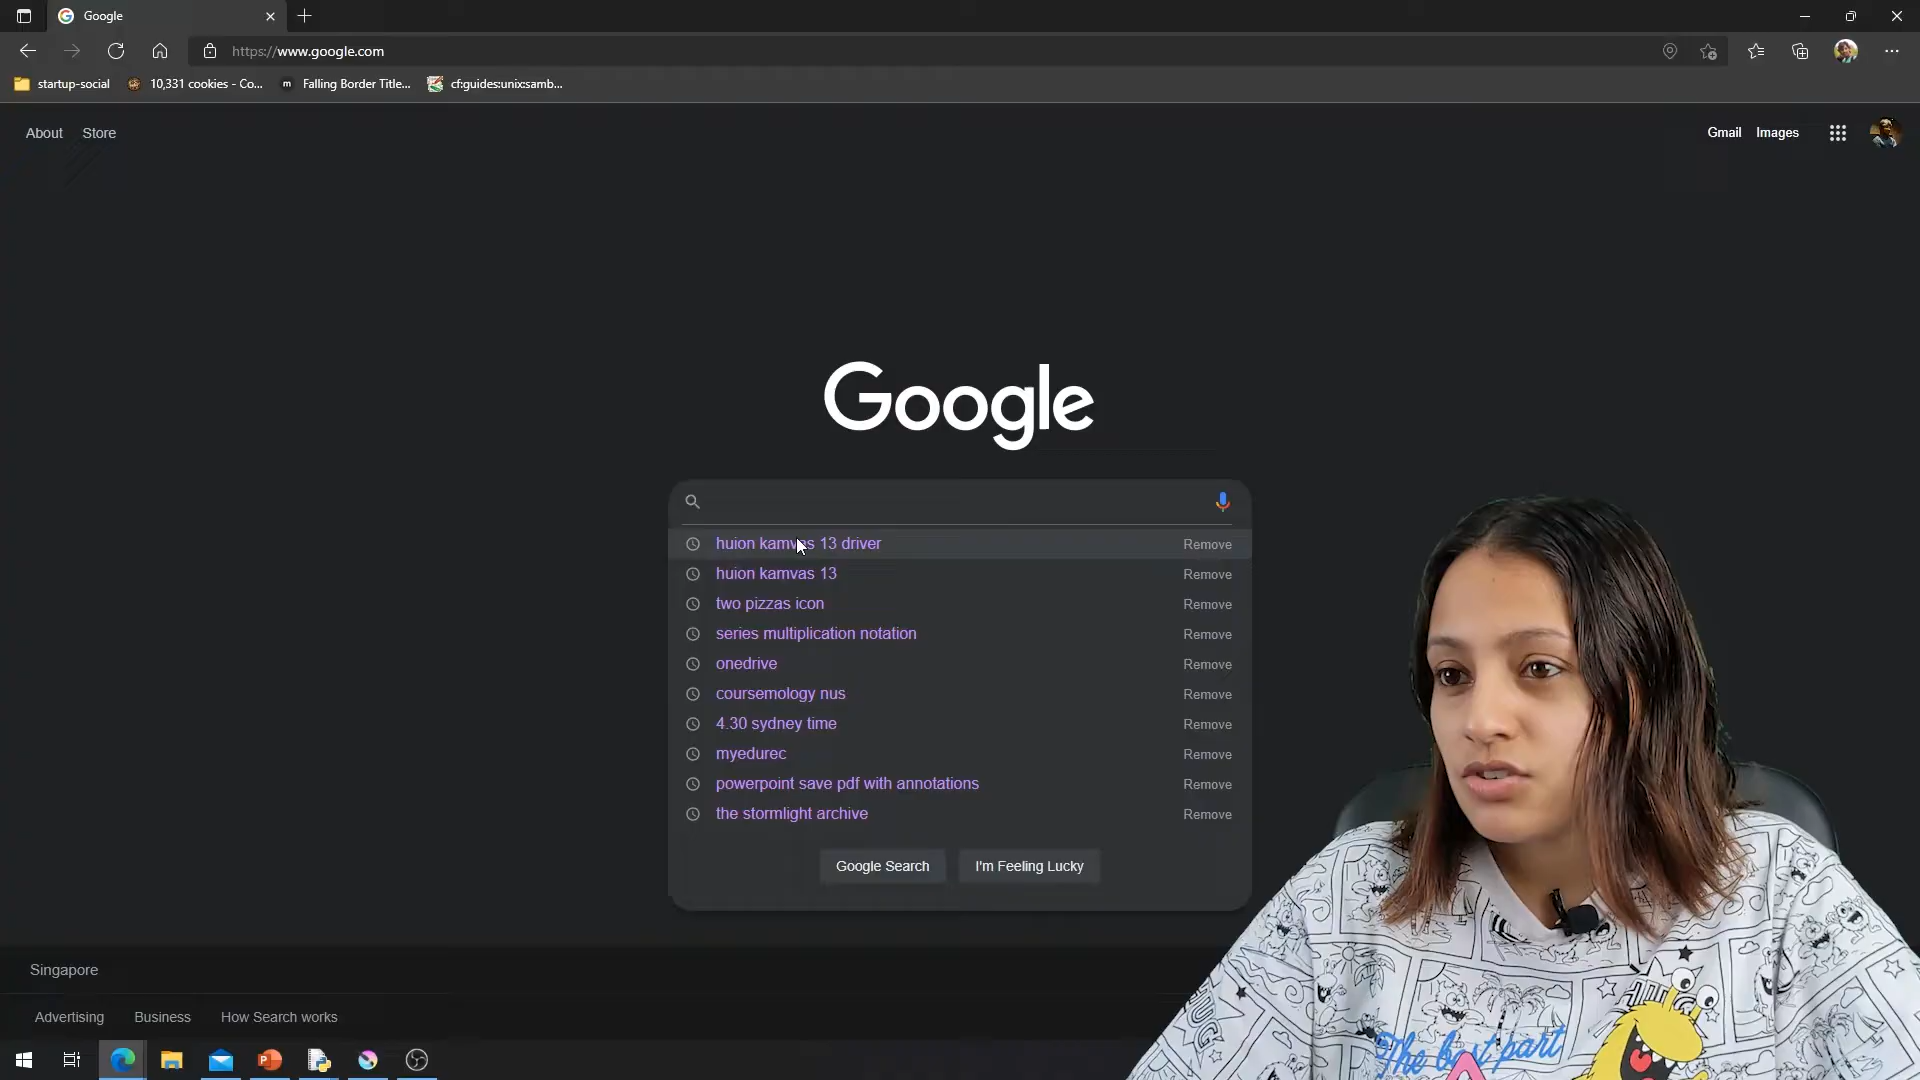 Google
https://www.google.com
startup-social
10,331 cookies - Co...
m
Falling Border Title...
cf:guides:unix:samb...
About
Store
Gmail
Images
Google
huion kamvas 13 driver
Remove
huion kamvas 13
Remove
two pizzas icon
Remove
series multiplication notation
Remove
onedrive
Remove
coursemology nus
Remove
4.30 sydney time
Remove
myedurec
Remove
powerpoint save pdf with annotations
Remove
the stormlight archive
Remove
Google Search
I'm Feeling Lucky
Singapore
Advertising
Business
How Search works
The best part